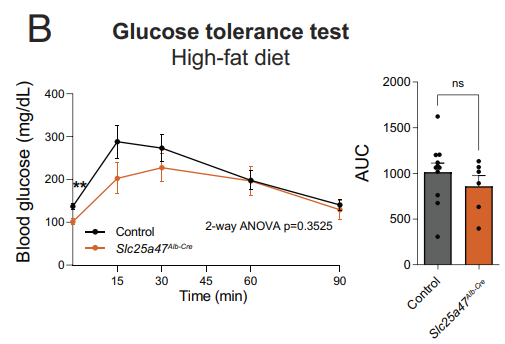 B
Glucose tolerance test
High-fat diet
Blood glucose (mg/dL)
400
300
200
100
0
**
Control
Slc25a47Alb-Cre
2-way ANOVA p=0.3525
15
30
45
60
90
Time (min)
AUC
2000
1500
1000
500
0
ns
Control
Slc25a47Alb-Cre